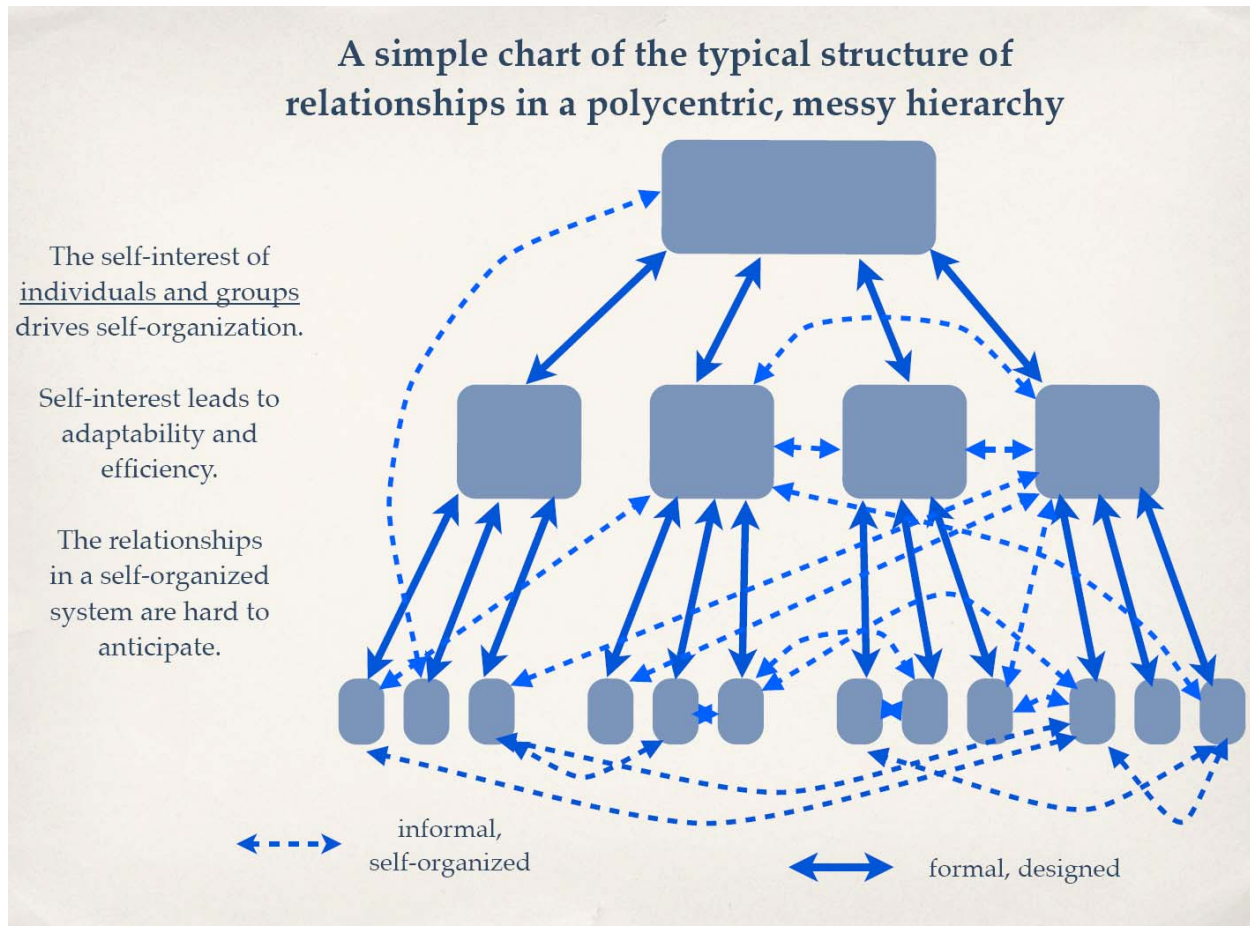 A simple chart of the typical structure of
relationships in a polycentric, messy hierarchy
The self-interest of
individuals and groups
drives self-organization.
Self-interest leads to
adaptability and
efficiency.
The relationships
in a self-organized
system are hard to
anticipate.
informal,
self-organized
formal, designed